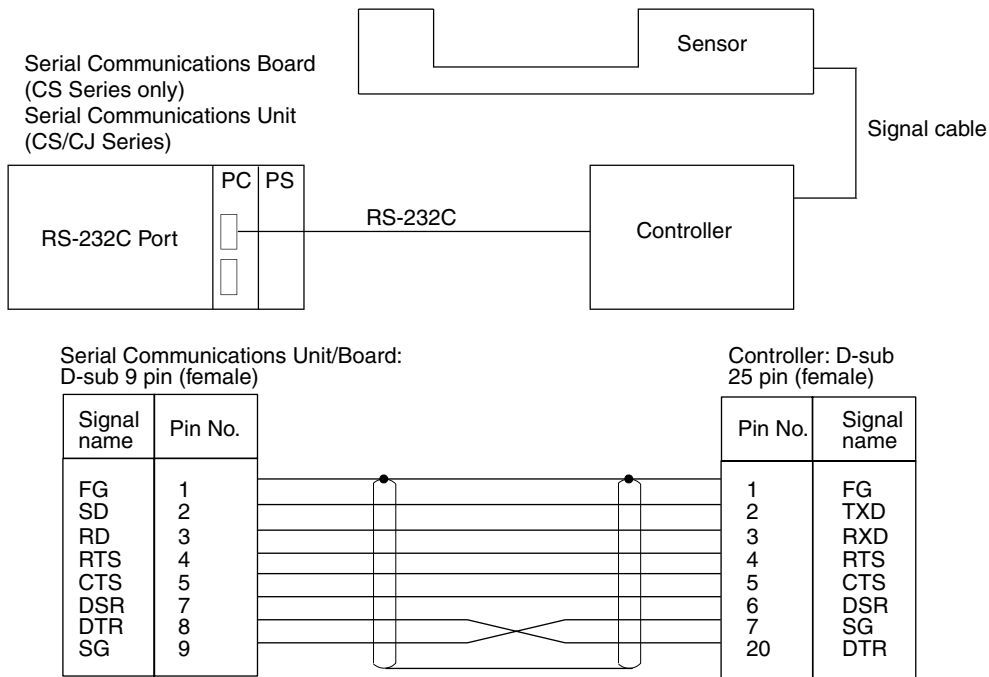 Sensor
Serial Communications Board
(CS Series only)
Serial Communications Unit
(CS/CJ Series)
Signal cable
PC PS
RS-232C
RS-232C Port
Controller
Serial Communications Unit/Board:
D-sub 9 pin (female)
Controller: D-sub
25 pin (female)
Signal
name
Pin No.
Pin No.
Signal
name
FG 1 1 FG
SD 2 2 TXD
RD 3 3 RXD
RTS 4 4 RTS
CTS 5 5 CTS
DSR 7 6 DSR
DTR 8 7 SG
SG 9 20 DTR